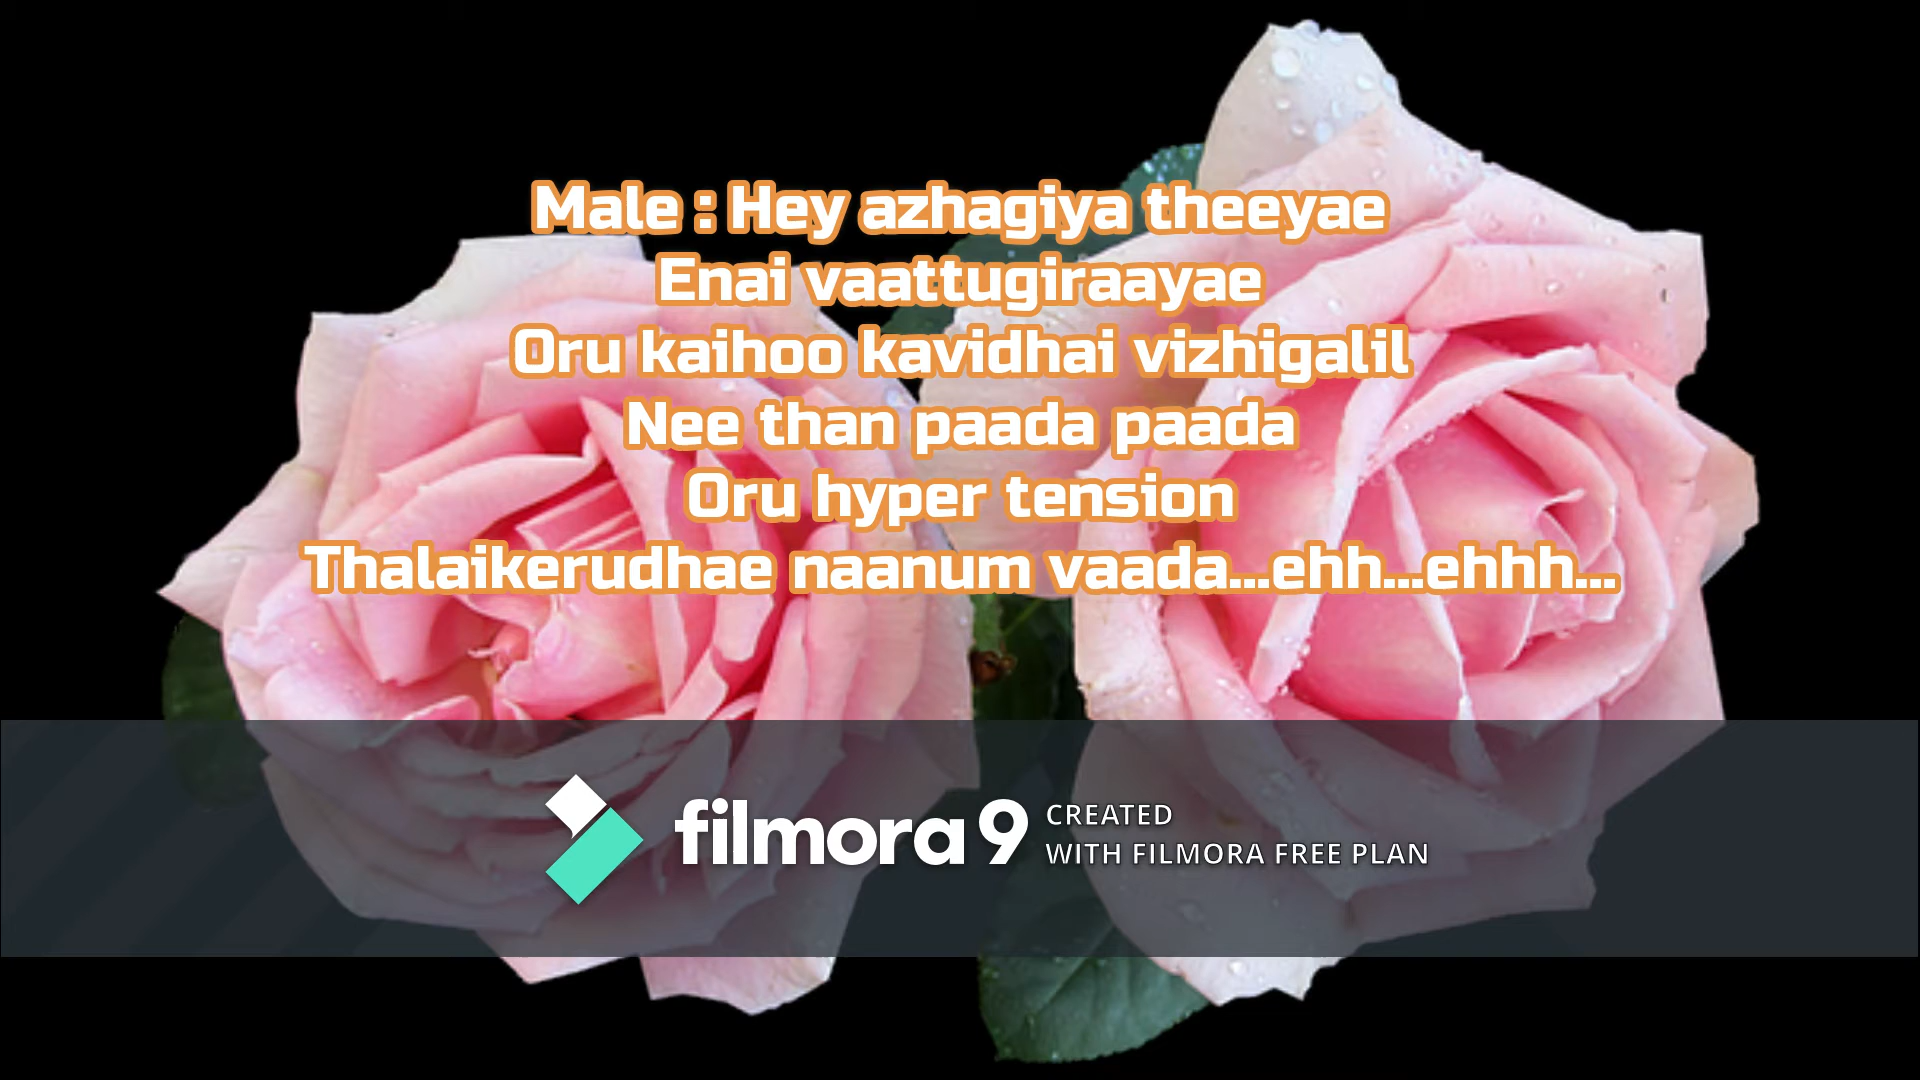 Male : Hey azhagiya theeyae
Enai vaattugiraayae
Oru kaihoo kavidhai vizhigalil
Nee than paada paada
Oru hyper tension
Thalaikerudhae naanum vaada...ehh...ehhh...
filmora 9
CREATED
WITH FILMORA FREE PLAN